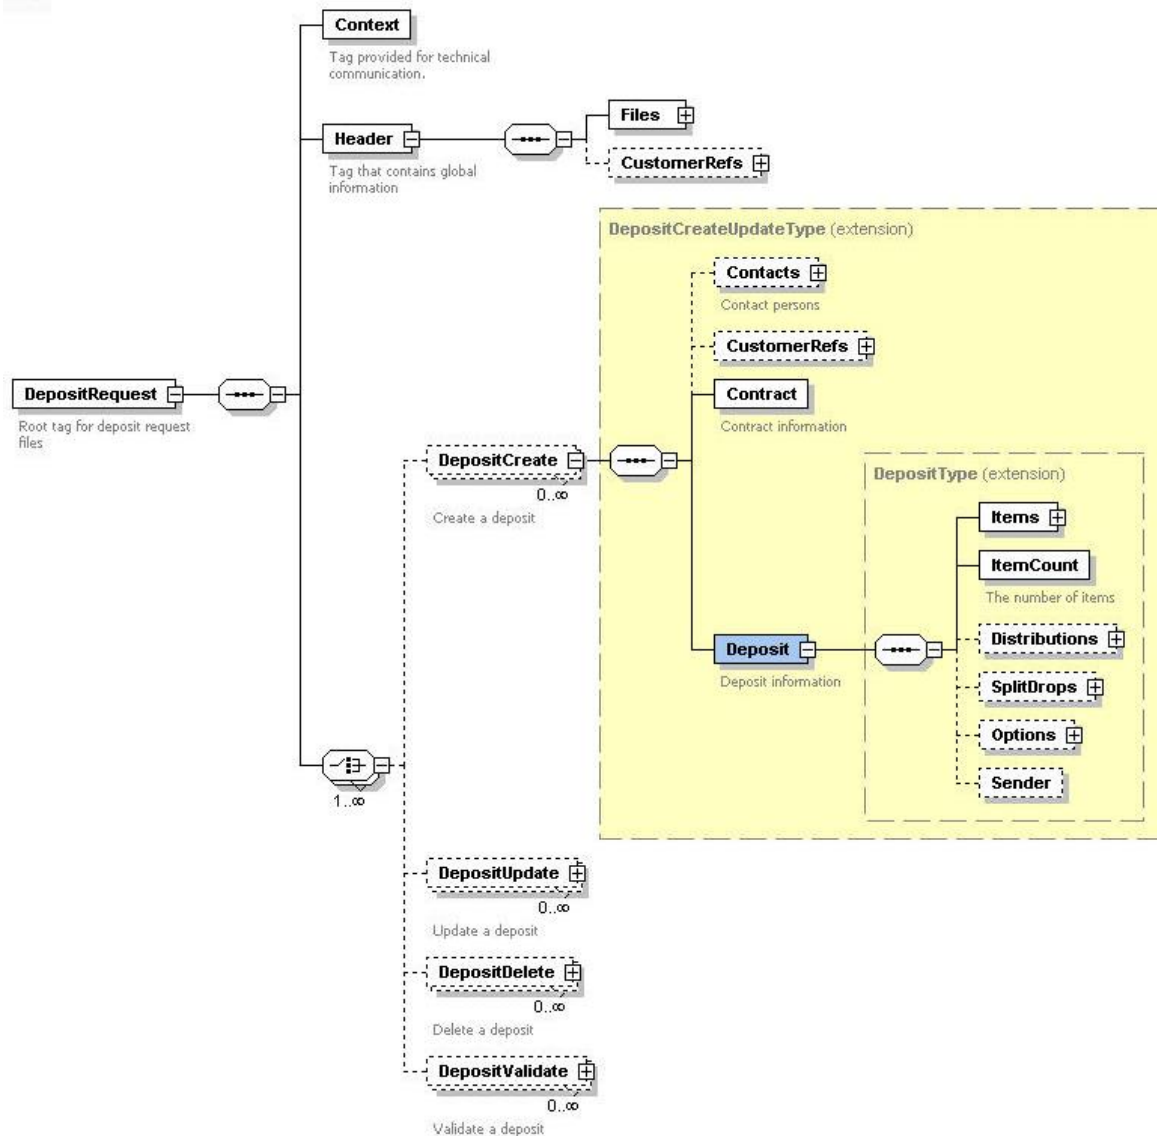 Context
Tag provided for technical
communication.
Header
Tag that contains global
information
Files
CustomerRefs
DepositCreateUpdateType (extension)
Contacts
Contact persons
CustomerRefs
Contract
Contract information
DepositRequest
Root tag for deposit request
files
DepositCreate
0..∞
Create a deposit
DepositType (extension)
Items
ItemCount
The number of items
Deposit
Deposit information
Distributions
SplitDrops
Options
Sender
1..∞
DepositUpdate
0..∞
Update a deposit
DepositDelete
0..∞
Delete a deposit
DepositValidate
0..∞
Validate a deposit